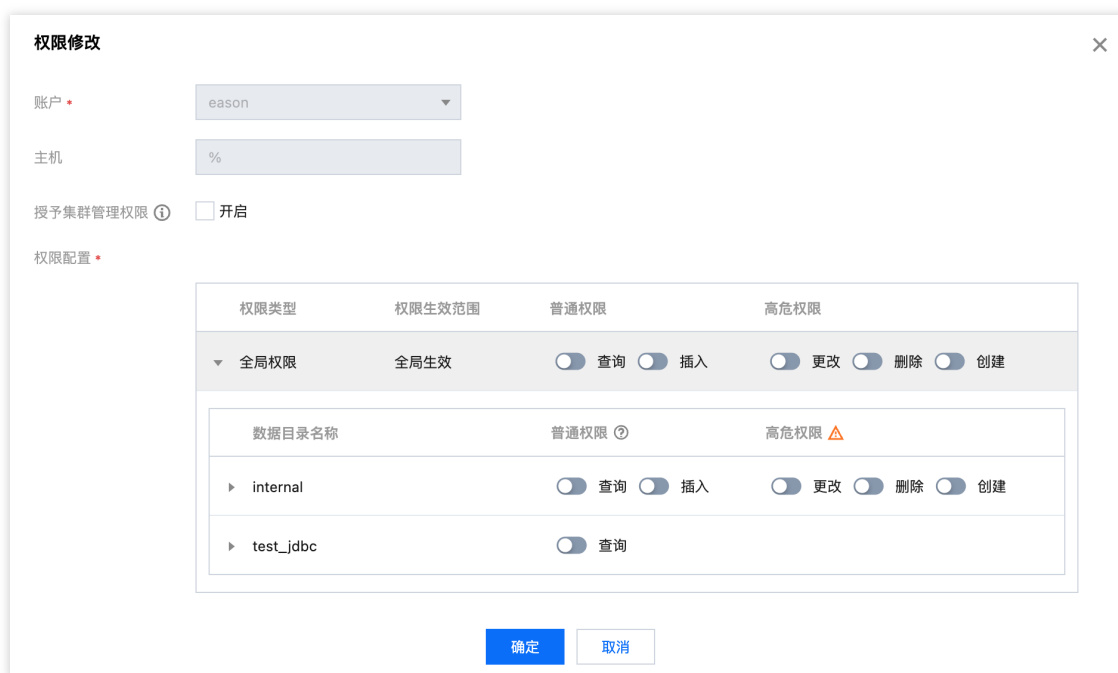 权限修改
账户 *
eason
主机
%
授予集群管理权限 开启
权限配置 *
权限类型 权限生效范围 普通权限 高危权限
全局权限 全局生效 查询 插入 更改 删除 创建
数据目录名称 普通权限 高危权限
internal 查询 插入 更改 删除 创建
test_jdbc 查询
确定 取消